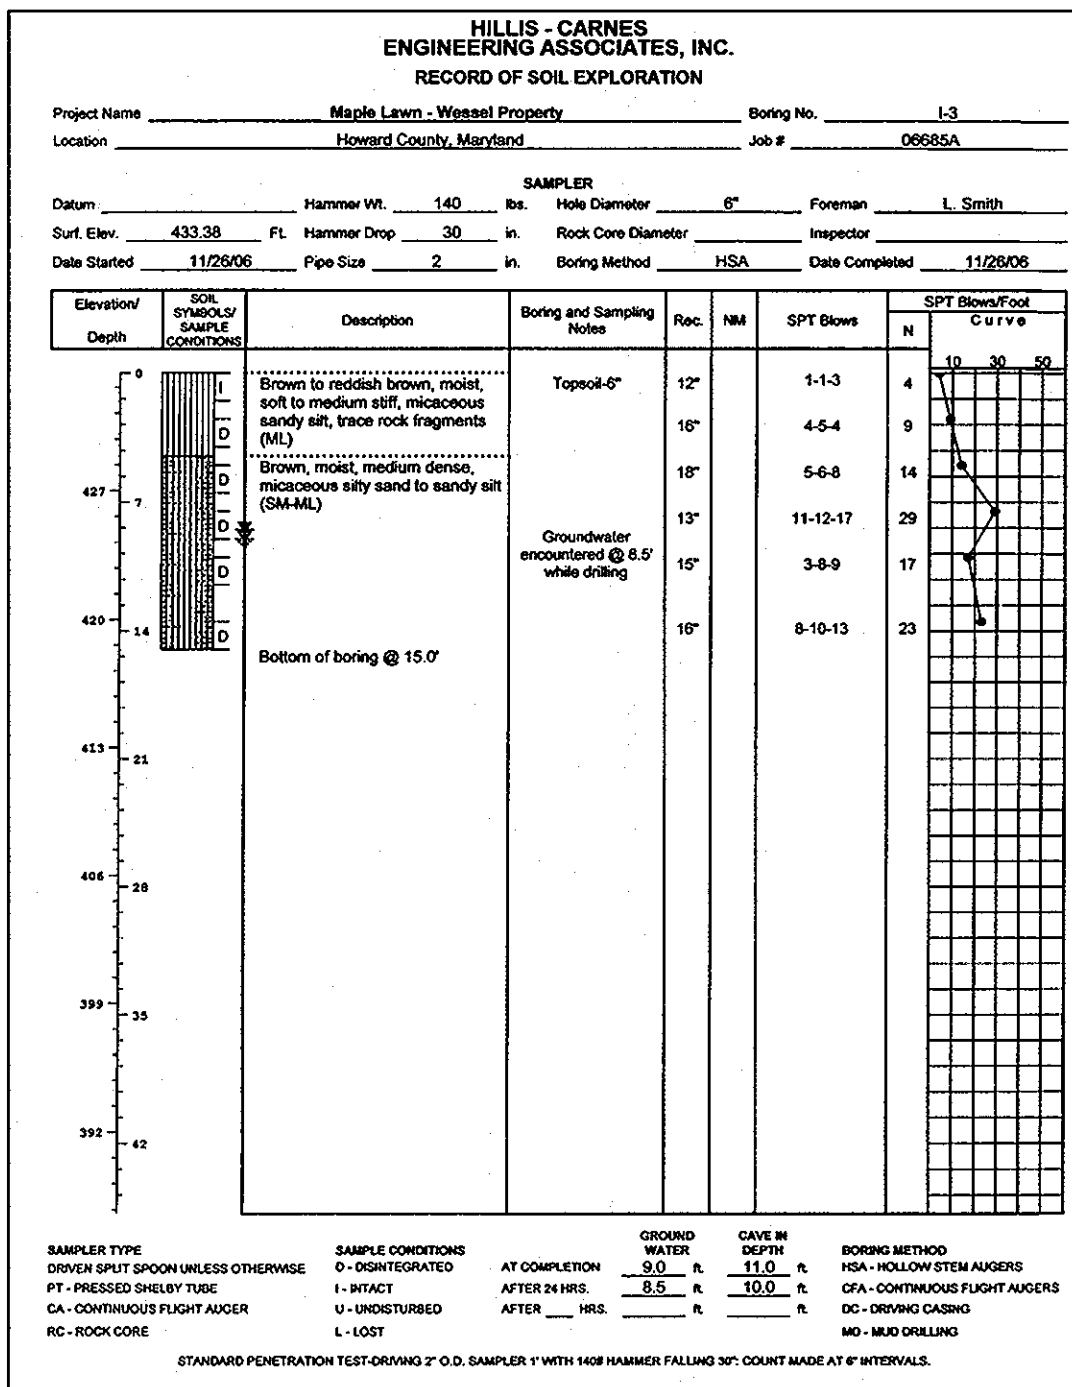 HILLIS - CARNES
ENGINEERING ASSOCIATES, INC.
RECORD OF SOIL EXPLORATION
Project Name Maple Lawn - Wessel Property Boring No. I-3
Location Howard County, Maryland Job # 06685A
SAMPLER
Datum Hammer Wt. 140 lbs. Hole Diameter 6" Foreman L. Smith
Surf. Elev. 433.38 Ft. Hammer Drop 30 in. Rock Core Diameter Inspector
Date Started 11/26/06 Pipe Size 2 in. Boring Method HSA Date Completed 11/26/06
Elevation/ Depth SOIL SYMBOLS/ SAMPLE CONDITIONS Description Boring and Sampling Notes Rec. NM SPT Blows SPT Blows/Foot
N Curve
10 30 50
0 I Brown to reddish brown, moist, Topsoil-6" 12" 1-1-3 4
soft to medium stiff, micaceous
sandy silt, trace rock fragments
D 16" 4-5-4 9
(ML)
Brown, moist, medium dense,
D micaceous silty sand to sandy silt 18" 5-6-8 14
427 7 (SM-ML)
D 13" 11-12-17 29
Groundwater
encountered @ 8.5'
D while drilling 15" 3-8-9 17
420
14 D 16" 8-10-13 23
Bottom of boring @ 15.0'
413
21
406
28
399
35
392
42
GROUND WATER CAVE IN DEPTH
SAMPLER TYPE SAMPLE CONDITIONS BORING METHOD
DRIVEN SPLIT SPOON UNLESS OTHERWISE D - DISINTEGRATED AT COMPLETION 9.0 ft. 11.0 ft. HSA - HOLLOW STEM AUGERS
PT - PRESSED SHELBY TUBE I - INTACT AFTER 24 HRS. 8.5 ft. 10.0 ft. CFA - CONTINUOUS FLIGHT AUGERS
CA - CONTINUOUS FLIGHT AUGER U - UNDISTURBED AFTER ___ HRS. ft. ft. DC - DRIVING CASING
RC - ROCK CORE L - LOST MD - MUD DRILLING
STANDARD PENETRATION TEST-DRIVING 2" O.D. SAMPLER 1' WITH 140# HAMMER FALLING 30": COUNT MADE AT 6" INTERVALS.